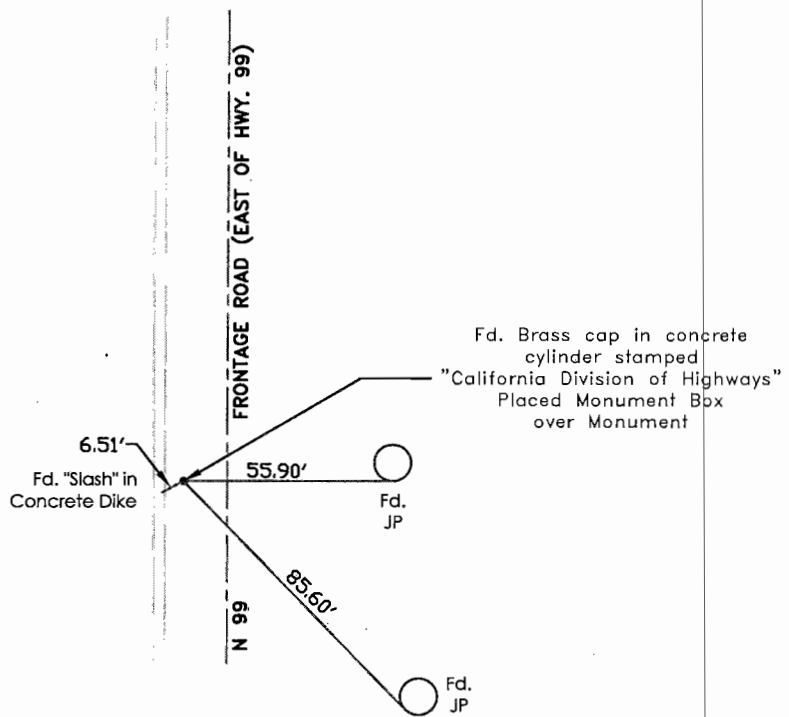 FRONTAGE ROAD (EAST OF HWY. 99)
Fd. Brass cap in concrete
cylinder stamped
"California Division of Highways"
Placed Monument Box
over Monument
6.51'
Fd. "Slash" in
Concrete Dike
55.90'
Fd.
JP
85.60'
N 99
Fd.
JP